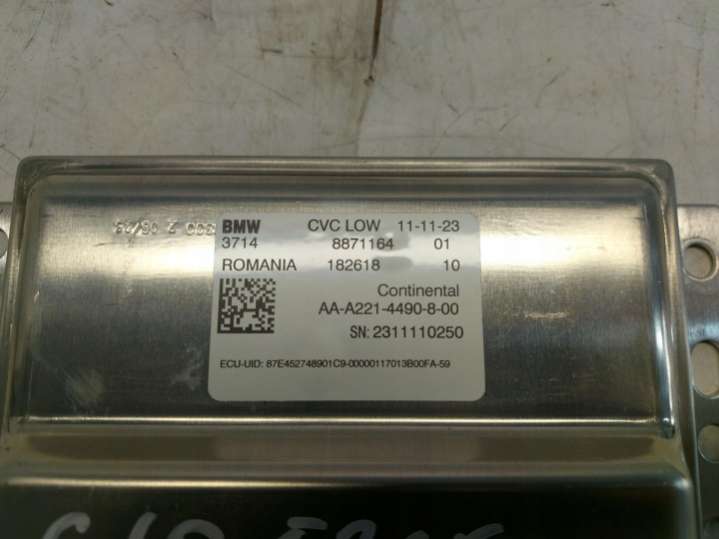 BMW CVC LOW 11-11-23
3714 8871164 01
ROMANIA 182618 10
Continental
AA-A221-4490-8-00
SN: 2311110250
ECU-UID: 87E452748901C9-00000117013B00FA-59